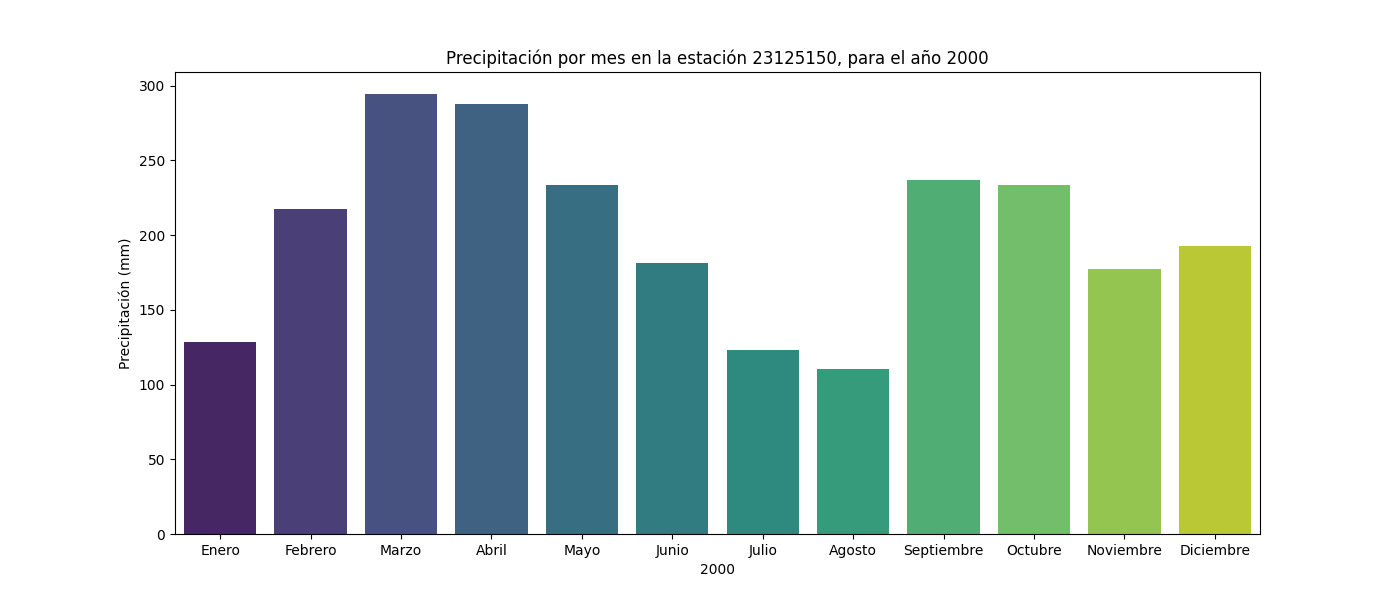 Precipitación por mes en la estación 23125150, para el año 2000
Precipitación (mm)
300
250
200
150
100
50
0
Enero Febrero Marzo Abril Mayo Junio Julio Agosto Septiembre Octubre Noviembre Diciembre
2000